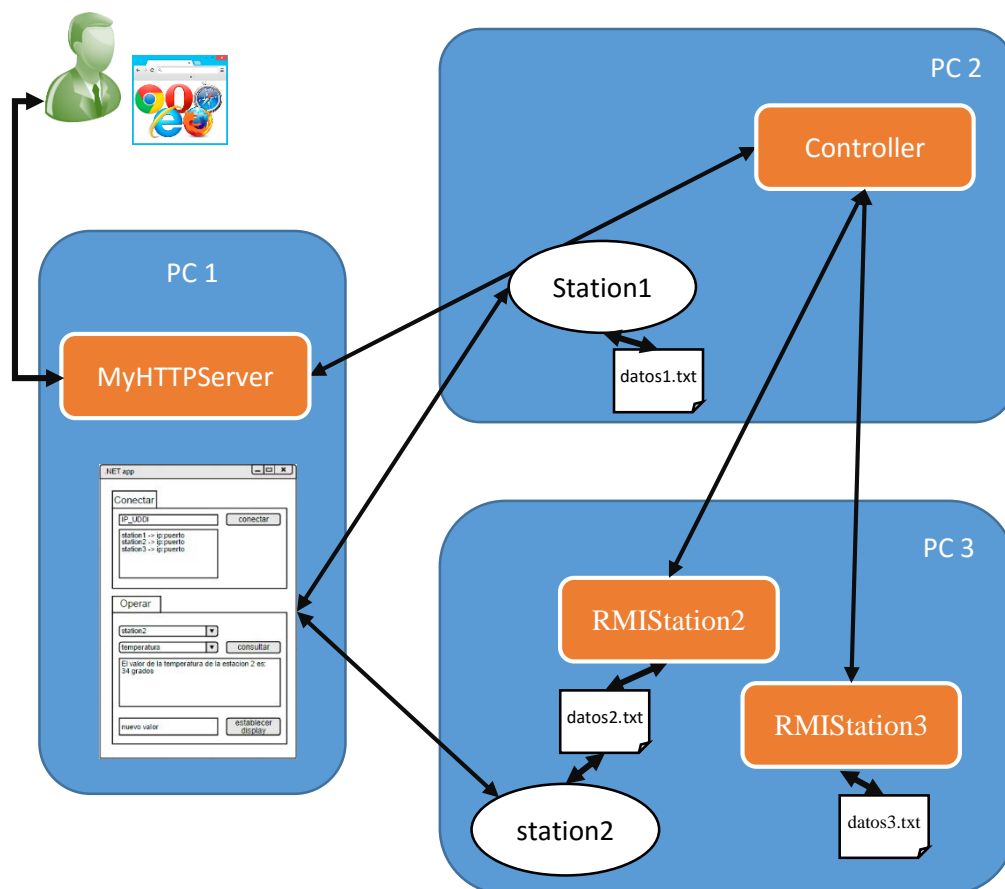 PC 2
Controller
Station1
datos1.txt
PC 1
MyHTTPServer
.NET app
Conectar
IP_UDDI
conectar
station1 -> ip:puerto
station2 -> ip:puerto
station3 -> ip:puerto
Operar
station2
temperatura
consultar
El valor de la temperatura de la estacion 2 es:
34 grados
nuevo valor
establecer
display
PC 3
RMIStation2
datos2.txt
RMIStation3
station2
datos3.txt